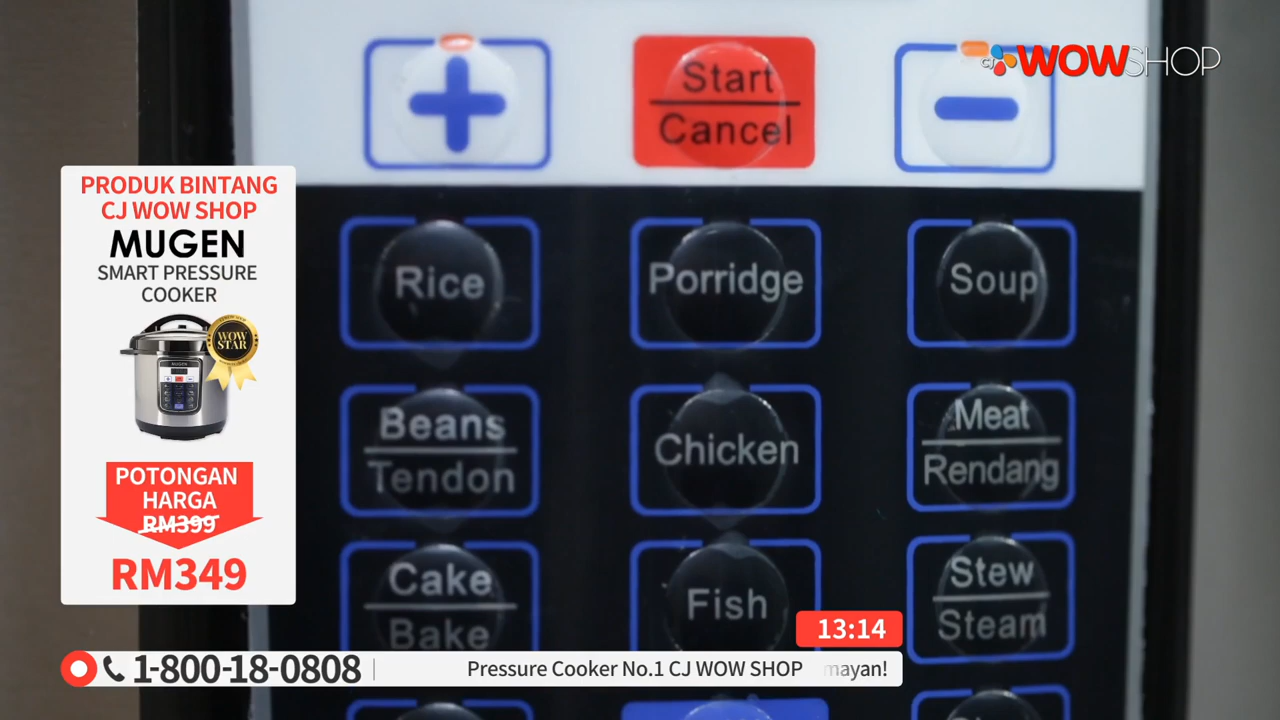 Start
Cancel
CJ WOWSHOP
PRODUK BINTANG
CJ WOW SHOP
MUGEN
SMART PRESSURE
COOKER
WOW
STAR
MUGEN
POTONGAN
HARGA
RM399
RM349
Rice
Porridge
Soup
Beans
Tendon
Chicken
Meat
Rendang
Cake
Bake
Fish
Stew
Steam
13:14
1-800-18-0808
Pressure Cooker No.1 CJ WOW SHOP
mayan!